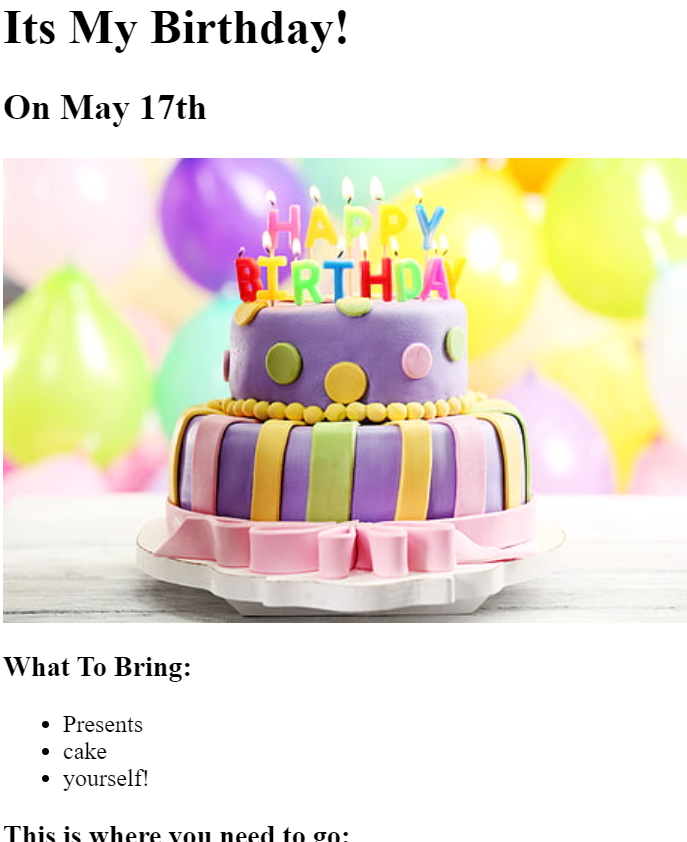 Its My Birthday!
On May 17th
HAPPY
BIRTHDAY
What To Bring:
Presents
cake
yourself!
This is where you need to go: